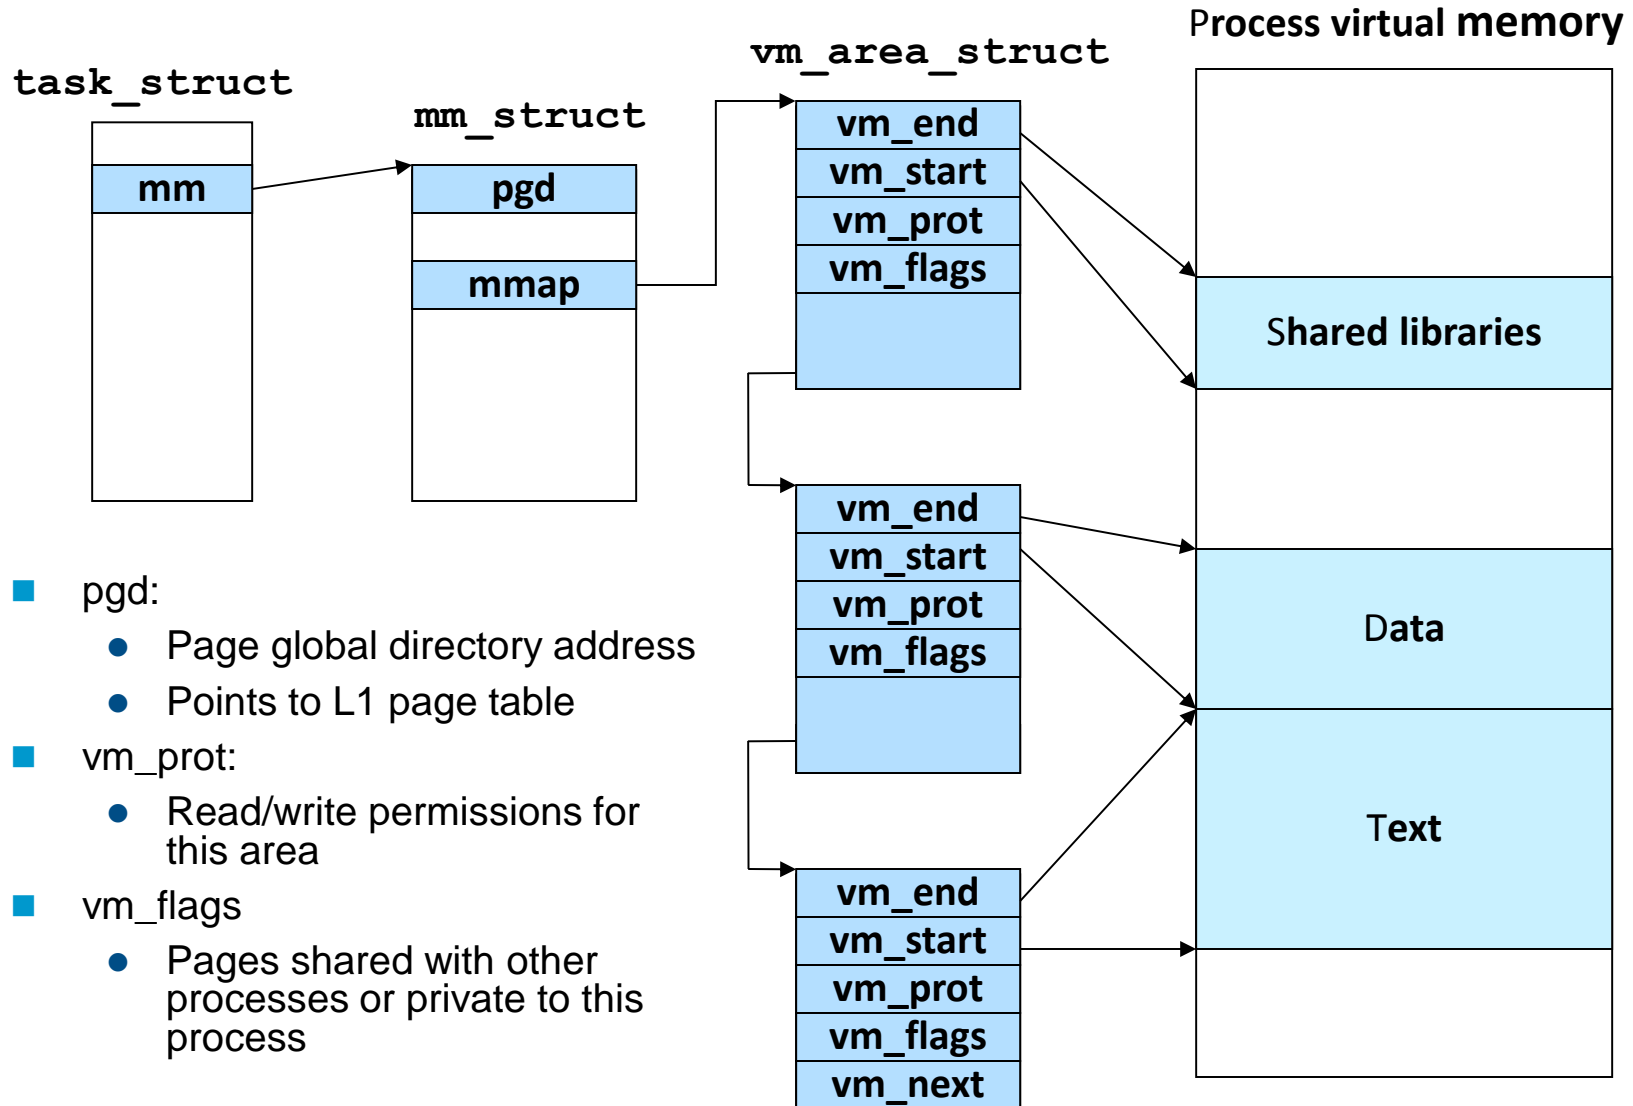 Process virtual memory
vm_area_struct
task_struct
mm_struct
mm
pgd
mmap
vm_end
vm_start
vm_prot
vm_flags
Shared libraries
vm_end
vm_start
vm_prot
vm_flags
Data
Text
vm_end
vm_start
vm_prot
vm_flags
vm_next
pgd:
Page global directory address
Points to L1 page table
vm_prot:
Read/write permissions for
this area
vm_flags
Pages shared with other
processes or private to this
process